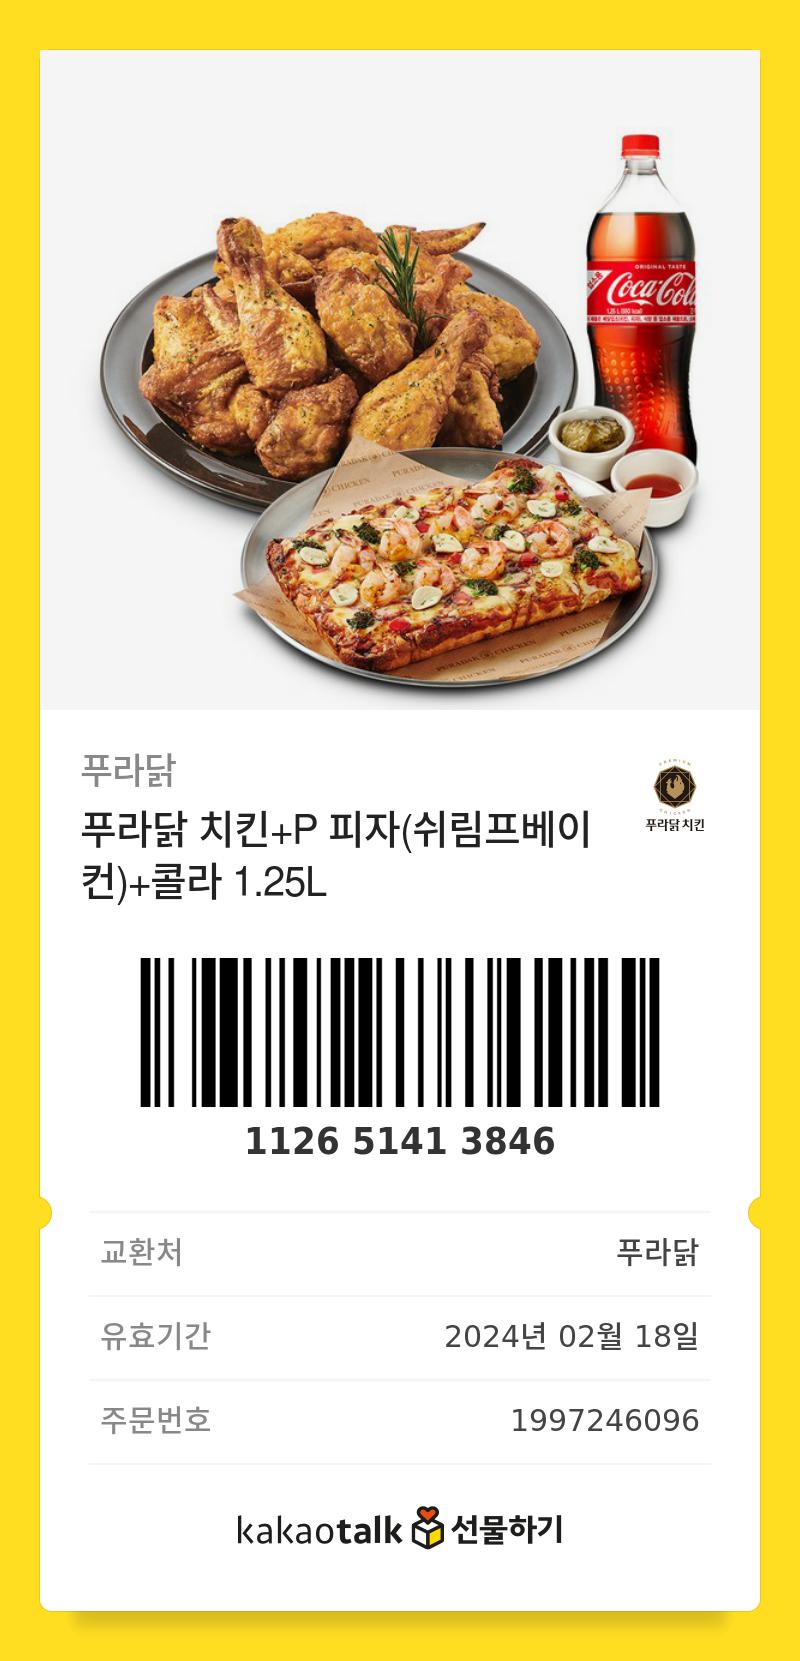 ORIGINAL TASTE
Coca-Cola
PURADAK CHICKEN
푸라닭
PREMIUM
CHICKEN
푸라닭 치킨
푸라닭 치킨+P 피자(쉬림프베이
컨)+콜라 1.25L
1126 5141 3846
교환처 푸라닭
유효기간 2024년 02월 18일
주문번호 1997246096
kakaotalk 선물하기